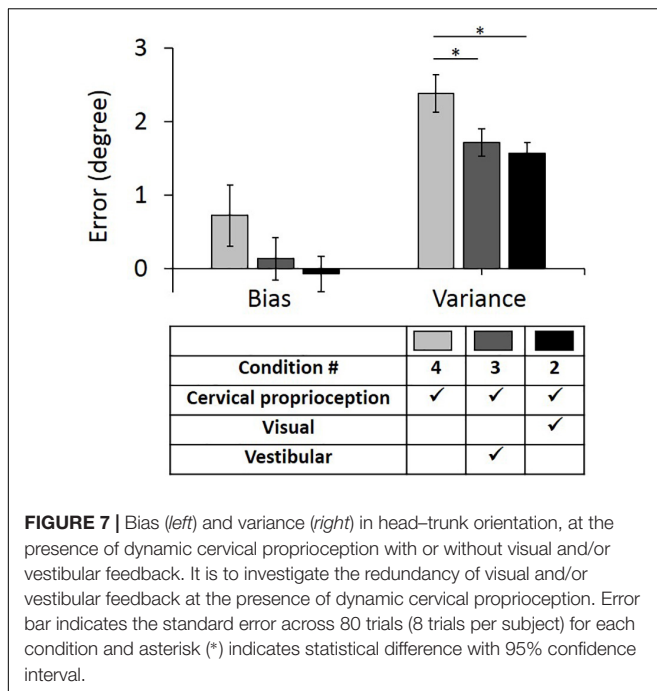 3
2
1
0
Error (degree)
*
*
Bias
Variance
Condition # 4 3 2
Cervical proprioception ✓ ✓ ✓
Visual ✓
Vestibular ✓
FIGURE 7 | Bias (left) and variance (right) in head–trunk orientation, at the
presence of dynamic cervical proprioception with or without visual and/or
vestibular feedback. It is to investigate the redundancy of visual and/or
vestibular feedback at the presence of dynamic cervical proprioception. Error
bar indicates the standard error across 80 trials (8 trials per subject) for each
condition and asterisk (*) indicates statistical difference with 95% confidence
interval.